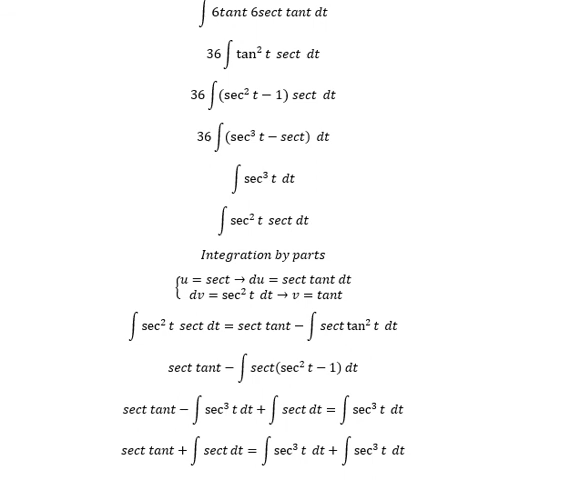 ∫ 6tant 6sect tant dt
36 ∫ tan² t sect dt
36 ∫ (sec² t − 1) sect dt
36 ∫ (sec³ t − sect) dt
∫ sec³ t dt
∫ sec² t sect dt
Integration by parts
{ u = sect → du = sect tant dt
dv = sec² t dt → v = tant
∫ sec² t sect dt = sect tant − ∫ sect tan² t dt
sect tant − ∫ sect(sec² t − 1) dt
sect tant − ∫ sec³ t dt + ∫ sect dt = ∫ sec³ t dt
sect tant + ∫ sect dt = ∫ sec³ t dt + ∫ sec³ t dt